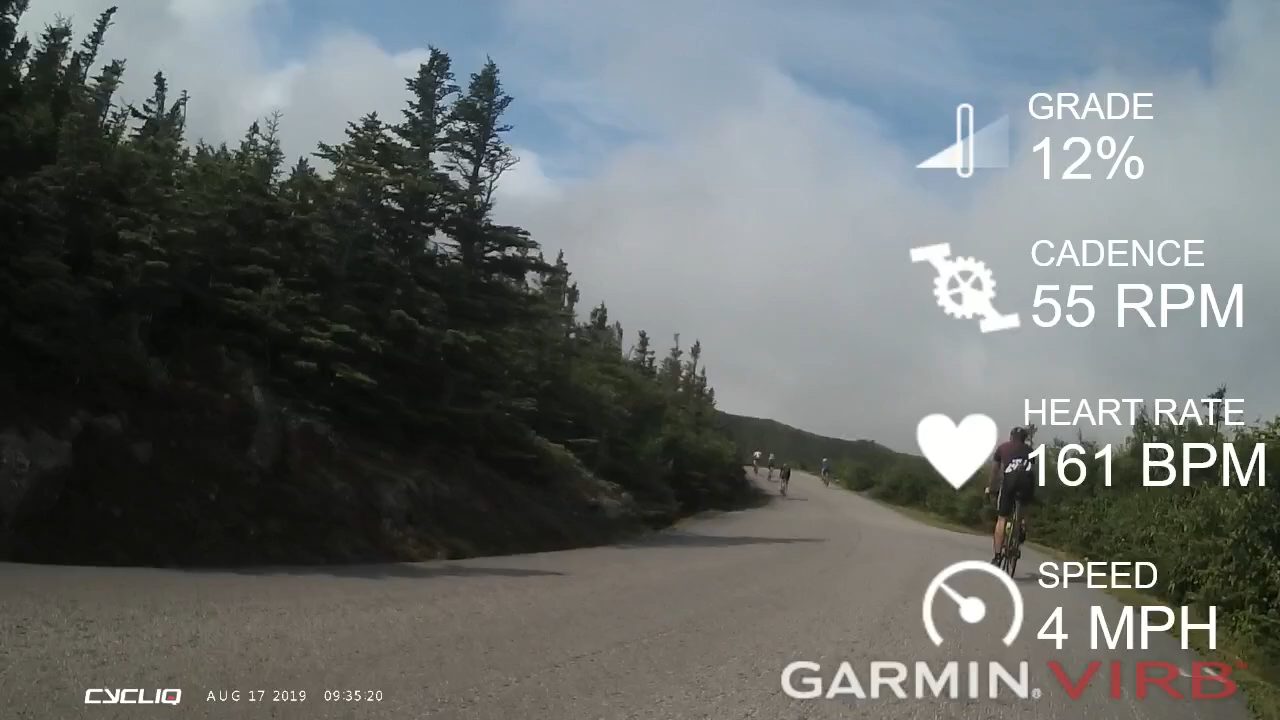 GRADE
12%
CADENCE
55 RPM
HEART RATE
161 BPM
SPEED
4 MPH
GARMIN® VIRB™
CYCLIQ AUG 17 2019 09:35:20